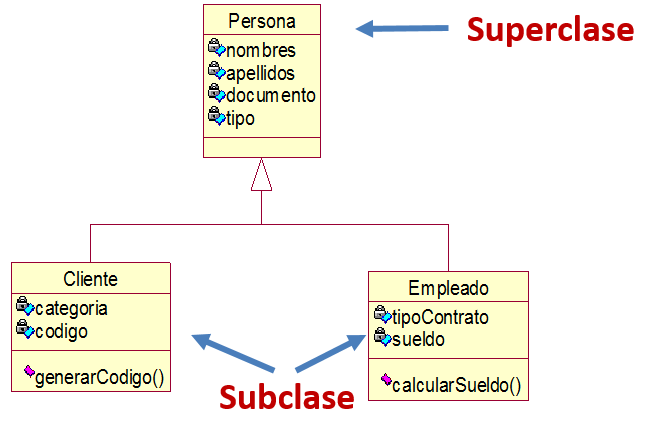 Persona
Superclase
nombres
apellidos
documento
tipo
Cliente
categoria
codigo
generarCodigo()
Empleado
tipoContrato
sueldo
calcularSueldo()
Subclase